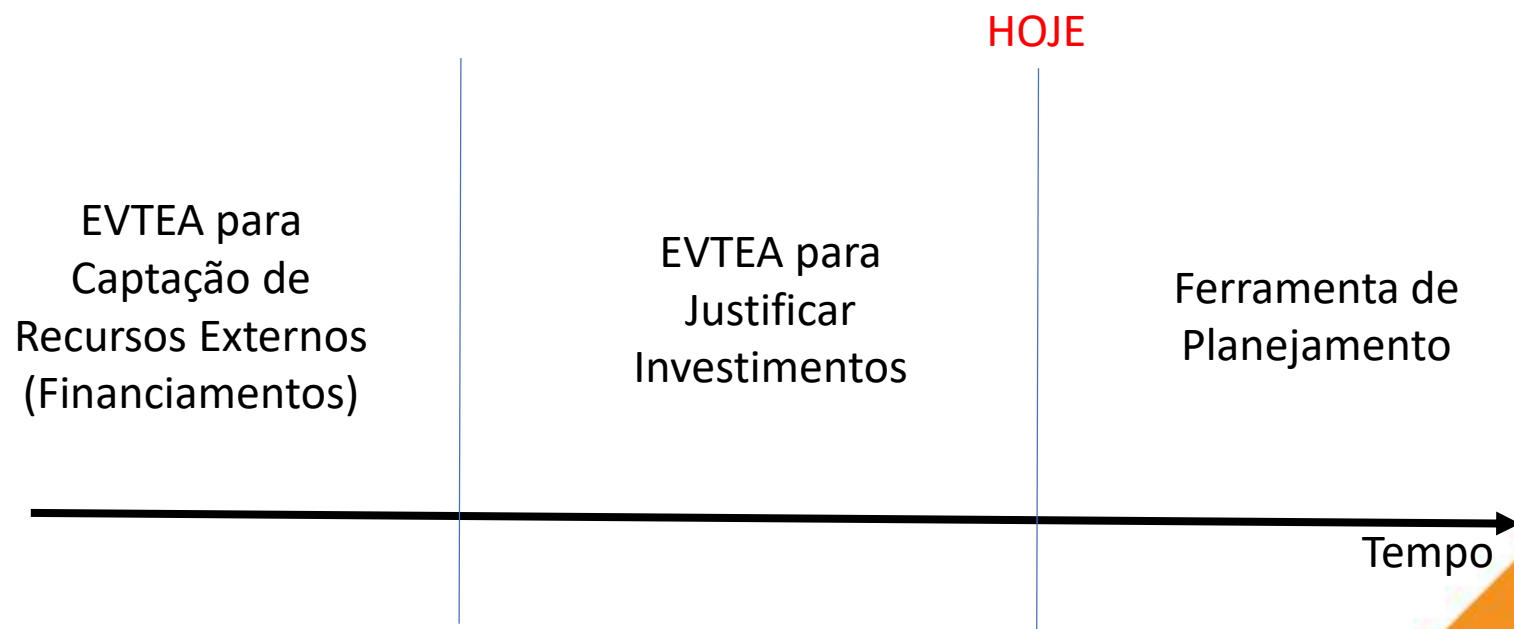 HOJE
EVTEA para
Captação de
Recursos Externos
(Financiamentos)
EVTEA para
Justificar
Investimentos
Ferramenta de
Planejamento
Tempo